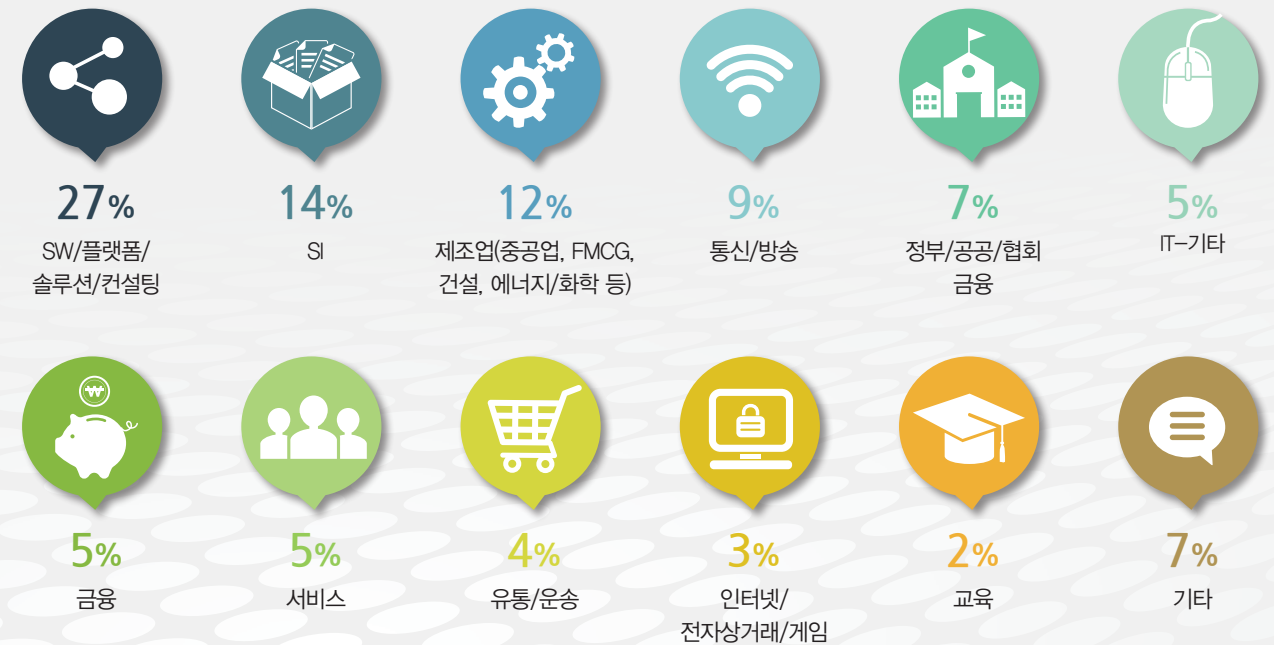 27%
SW/플랫폼/
솔루션/컨설팅
14%
SI
12%
제조업(중공업, FMCG,
건설, 에너지/화학 등)
9%
통신/방송
7%
정부/공공/협회
금융
5%
IT-기타
5%
금융
5%
서비스
4%
유통/운송
3%
인터넷/
전자상거래/게임
2%
교육
7%
기타